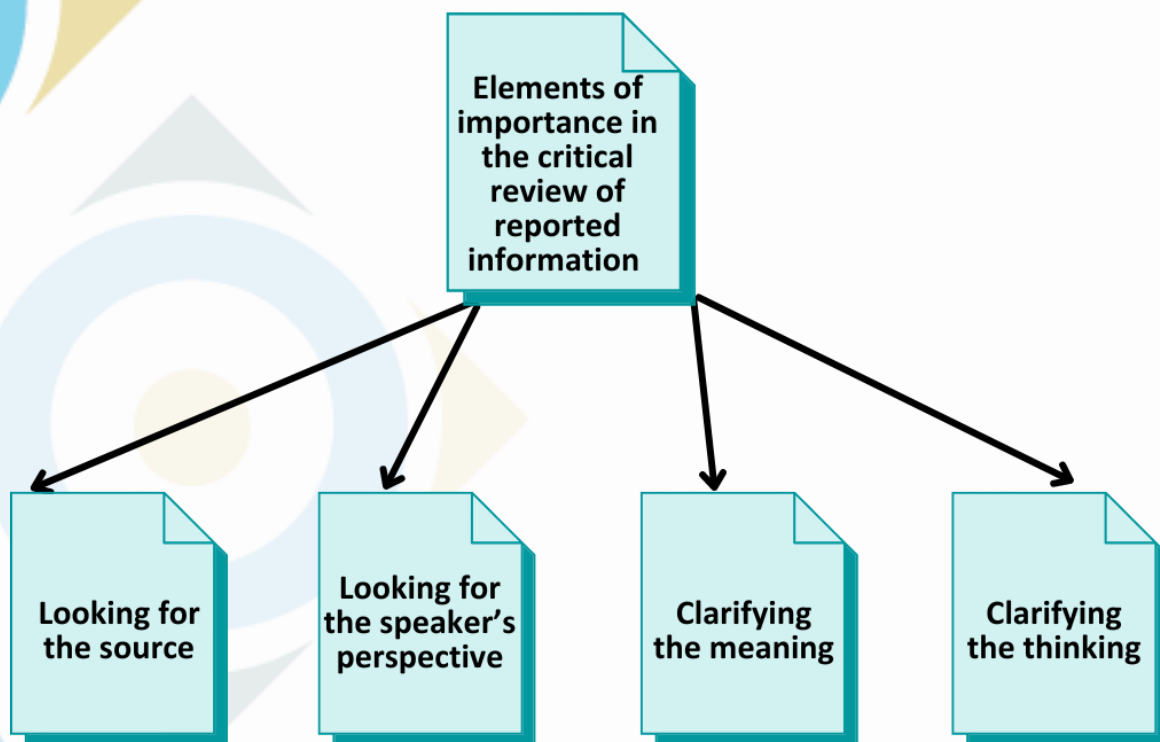 Elements of
importance in
the critical
review of
reported
information
Looking for
the source
Looking for
the speaker’s
perspective
Clarifying
the meaning
Clarifying
the thinking